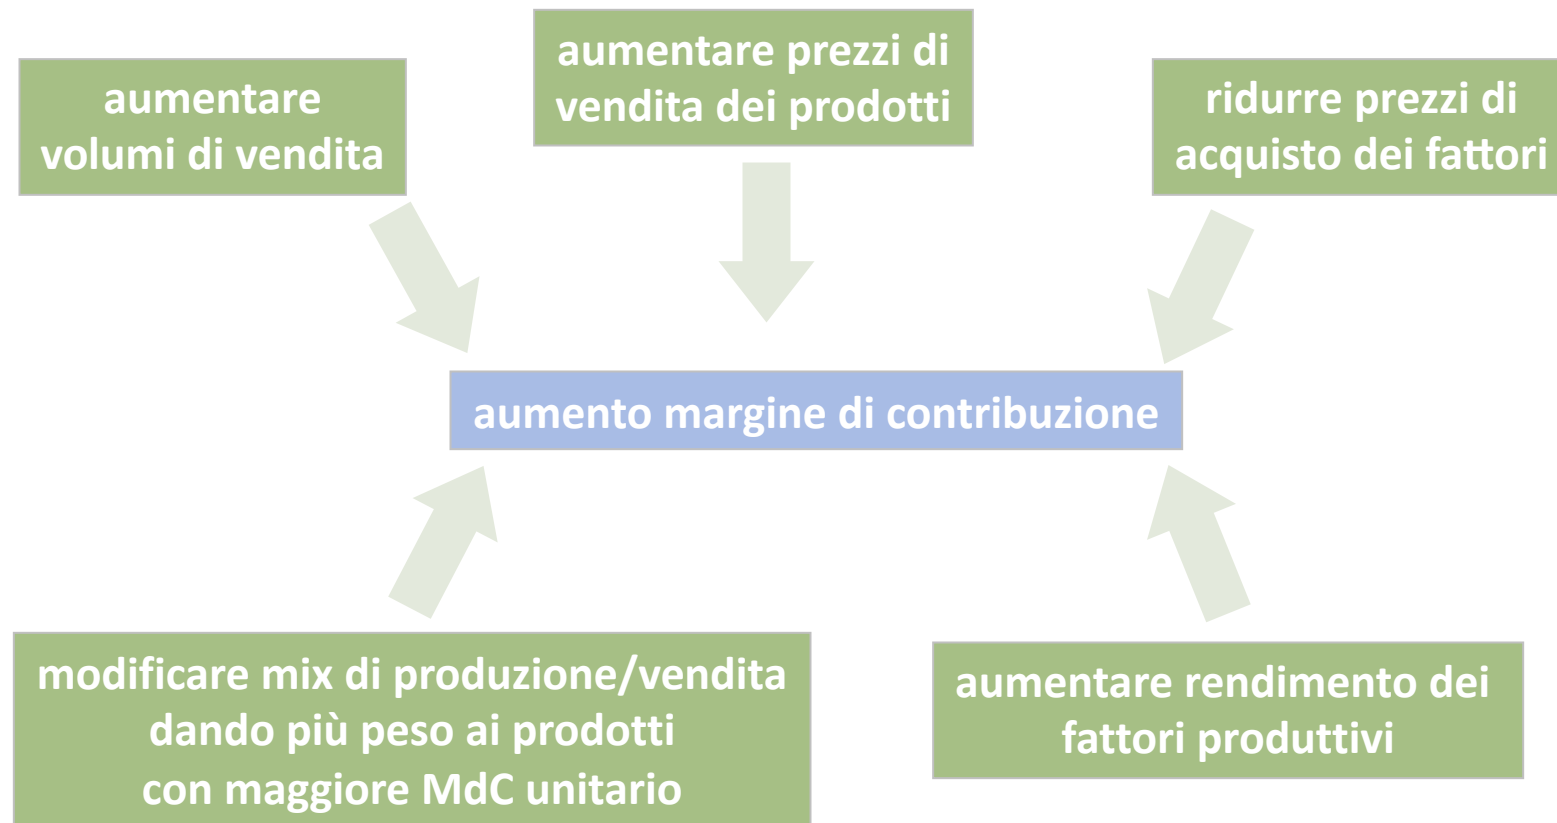 aumentare
volumi di vendita
aumentare prezzi di
vendita dei prodotti
ridurre prezzi di
acquisto dei fattori
aumento margine di contribuzione
modificare mix di produzione/vendita
dando più peso ai prodotti
con maggiore MdC unitario
aumentare rendimento dei
fattori produttivi